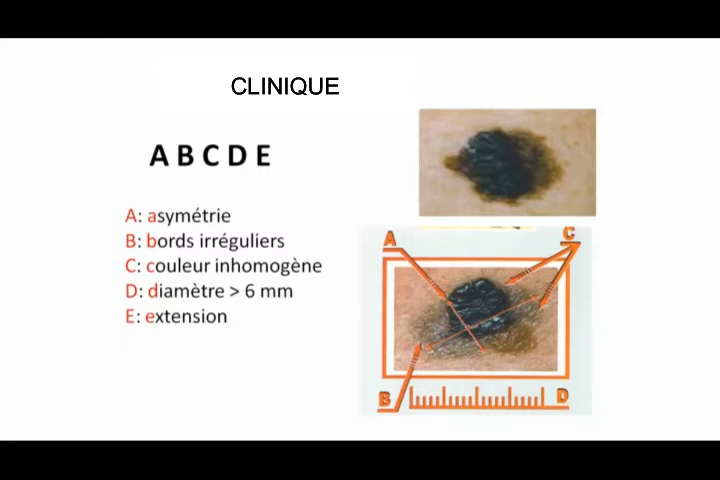 CLINIQUE
A B C D E
A: asymétrie
B: bords irréguliers
C: couleur inhomogène
D: diamètre > 6 mm
E: extension
A
C
B
D